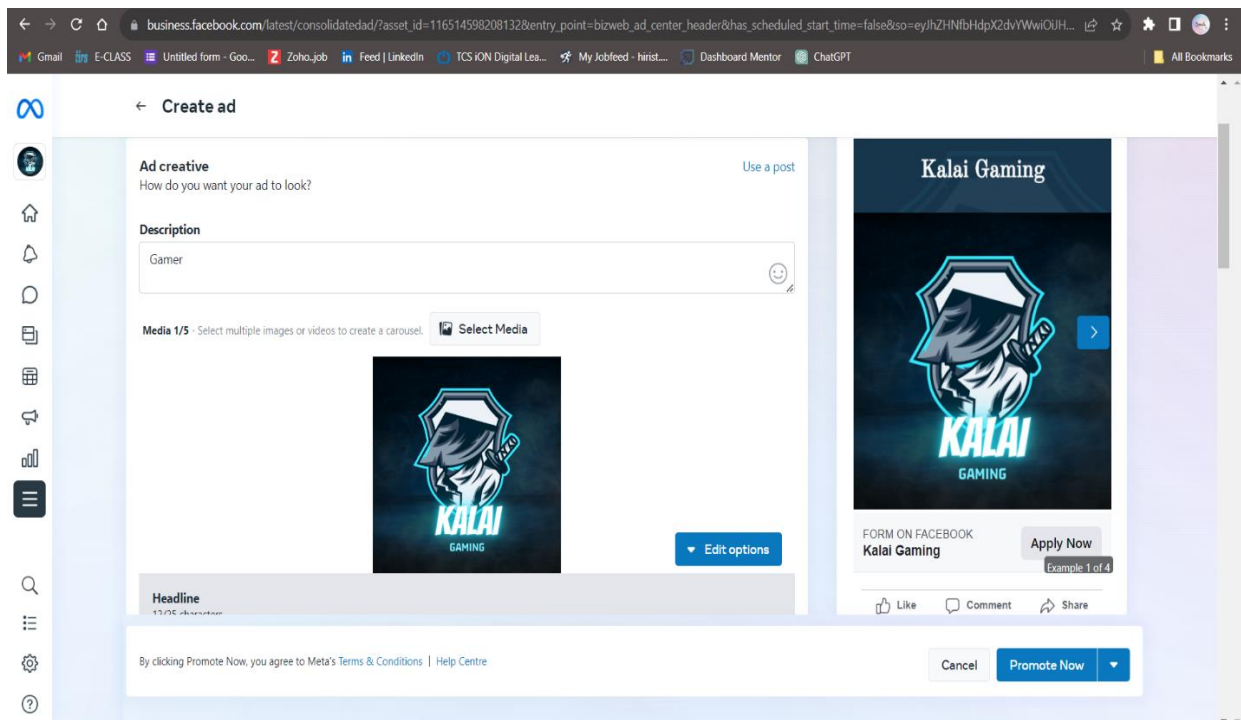 business.facebook.com/latest/consolidatedad/?asset_id=116514598208132&entry_point=bizweb_ad_center_header&has_scheduled_start_time=false&so=eyJhZHNfbHdpX2dvYWwiOiJH...
Gmail E-CLASS Untitled form - Goo... Zoho.job Feed | LinkedIn TCS iON Digital Lea... My Jobfeed - hirist.... Dashboard Mentor ChatGPT All Bookmarks
← Create ad
Ad creative
Use a post
How do you want your ad to look?
Description
Gamer
Media 1/5 · Select multiple images or videos to create a carousel. Select Media
KALAI
GAMING
Edit options
Headline
12/25 characters
Kalai Gaming
KALAI
GAMING
FORM ON FACEBOOK
Kalai Gaming
Apply Now
Example 1 of 4
Like Comment Share
By clicking Promote Now, you agree to Meta's Terms & Conditions | Help Centre
Cancel Promote Now